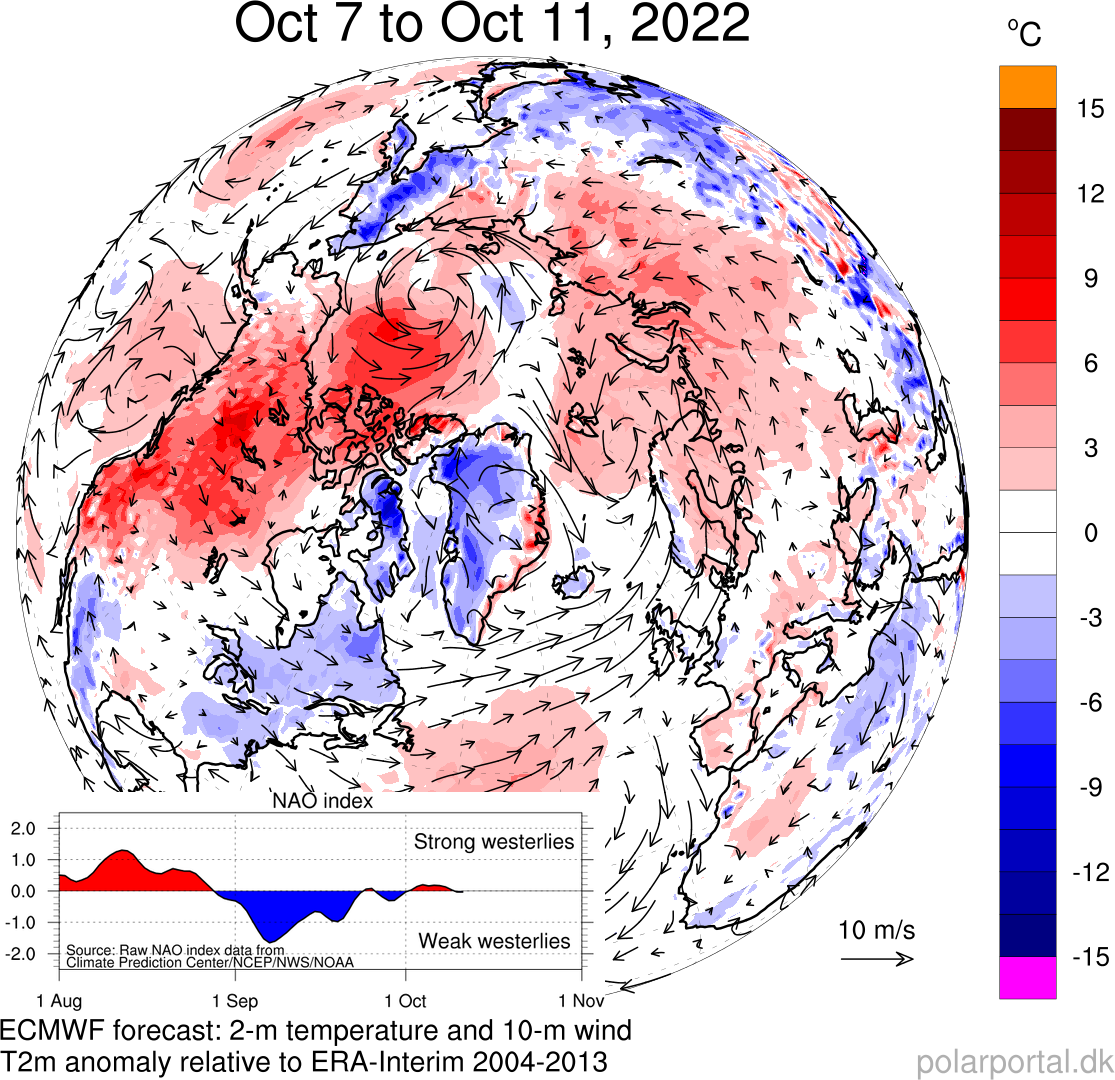 Oct 7 to Oct 11, 2022
°C
15
12
9
6
3
0
-3
-6
-9
-12
-15
10 m/s
NAO index
2.0
1.0
0.0
-1.0
-2.0
Strong westerlies
Weak westerlies
Source: Raw NAO index data from
Climate Prediction Center/NCEP/NWS/NOAA
1 Aug 1 Sep 1 Oct 1 Nov
ECMWF forecast: 2-m temperature and 10-m wind
T2m anomaly relative to ERA-Interim 2004-2013
polarportal.dk